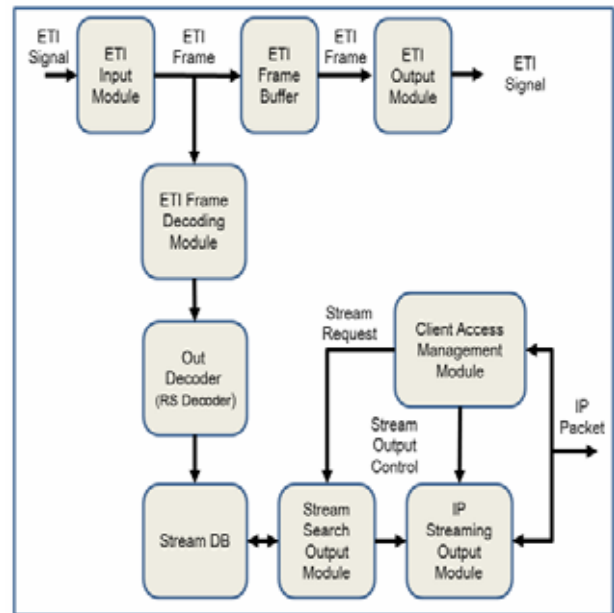 ETI
Signal
ETI
Input
Module
ETI
Frame
ETI
Frame
Buffer
ETI
Frame
ETI
Output
Module
ETI
Signal
ETI Frame
Decoding
Module
Out
Decoder
(RS Decoder)
Stream
Request
Client Access
Management
Module
IP
Packet
Stream
Output
Control
Stream DB
Stream
Search
Output
Module
IP
Streaming
Output
Module